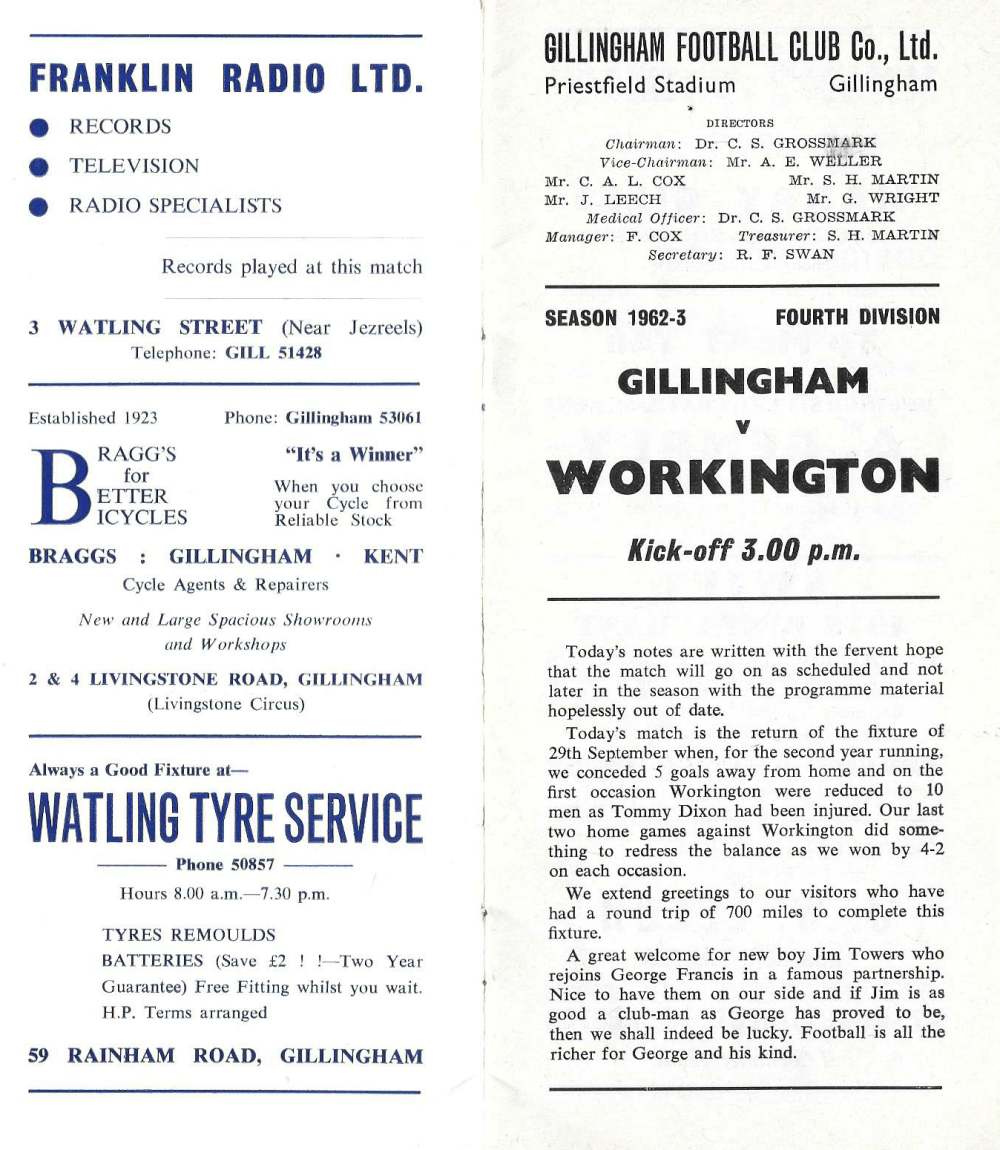 FRANKLIN RADIO LTD.
● RECORDS
● TELEVISION
● RADIO SPECIALISTS
Records played at this match
3 WATLING STREET (Near Jezreels)
Telephone: GILL 51428
Established 1923 Phone: Gillingham 53061
BRAGG'S
for
BETTER
BICYCLES
"It's a Winner"
When you choose
your Cycle from
Reliable Stock
BRAGGS : GILLINGHAM · KENT
Cycle Agents & Repairers
New and Large Spacious Showrooms
and Workshops
2 & 4 LIVINGSTONE ROAD, GILLINGHAM
(Livingstone Circus)
Always a Good Fixture at—
WATLING TYRE SERVICE
Phone 50857
Hours 8.00 a.m.—7.30 p.m.
TYRES REMOULDS
BATTERIES (Save £2 ! !—Two Year
Guarantee) Free Fitting whilst you wait.
H.P. Terms arranged
59 RAINHAM ROAD, GILLINGHAM
GILLINGHAM FOOTBALL CLUB Co., Ltd.
Priestfield Stadium Gillingham
DIRECTORS
Chairman: Dr. C. S. GROSSMARK
Vice-Chairman: Mr. A. E. WELLER
Mr. C. A. L. COX Mr. S. H. MARTIN
Mr. J. LEECH Mr. G. WRIGHT
Medical Officer: Dr. C. S. GROSSMARK
Manager: F. COX Treasurer: S. H. MARTIN
Secretary: R. F. SWAN
SEASON 1962-3 FOURTH DIVISION
GILLINGHAM
v
WORKINGTON
Kick-off 3.00 p.m.
Today's notes are written with the fervent hope
that the match will go on as scheduled and not
later in the season with the programme material
hopelessly out of date.
Today's match is the return of the fixture of
29th September when, for the second year running,
we conceded 5 goals away from home and on the
first occasion Workington were reduced to 10
men as Tommy Dixon had been injured. Our last
two home games against Workington did some-
thing to redress the balance as we won by 4-2
on each occasion.
We extend greetings to our visitors who have
had a round trip of 700 miles to complete this
fixture.
A great welcome for new boy Jim Towers who
rejoins George Francis in a famous partnership.
Nice to have them on our side and if Jim is as
good a club-man as George has proved to be,
then we shall indeed be lucky. Football is all the
richer for George and his kind.